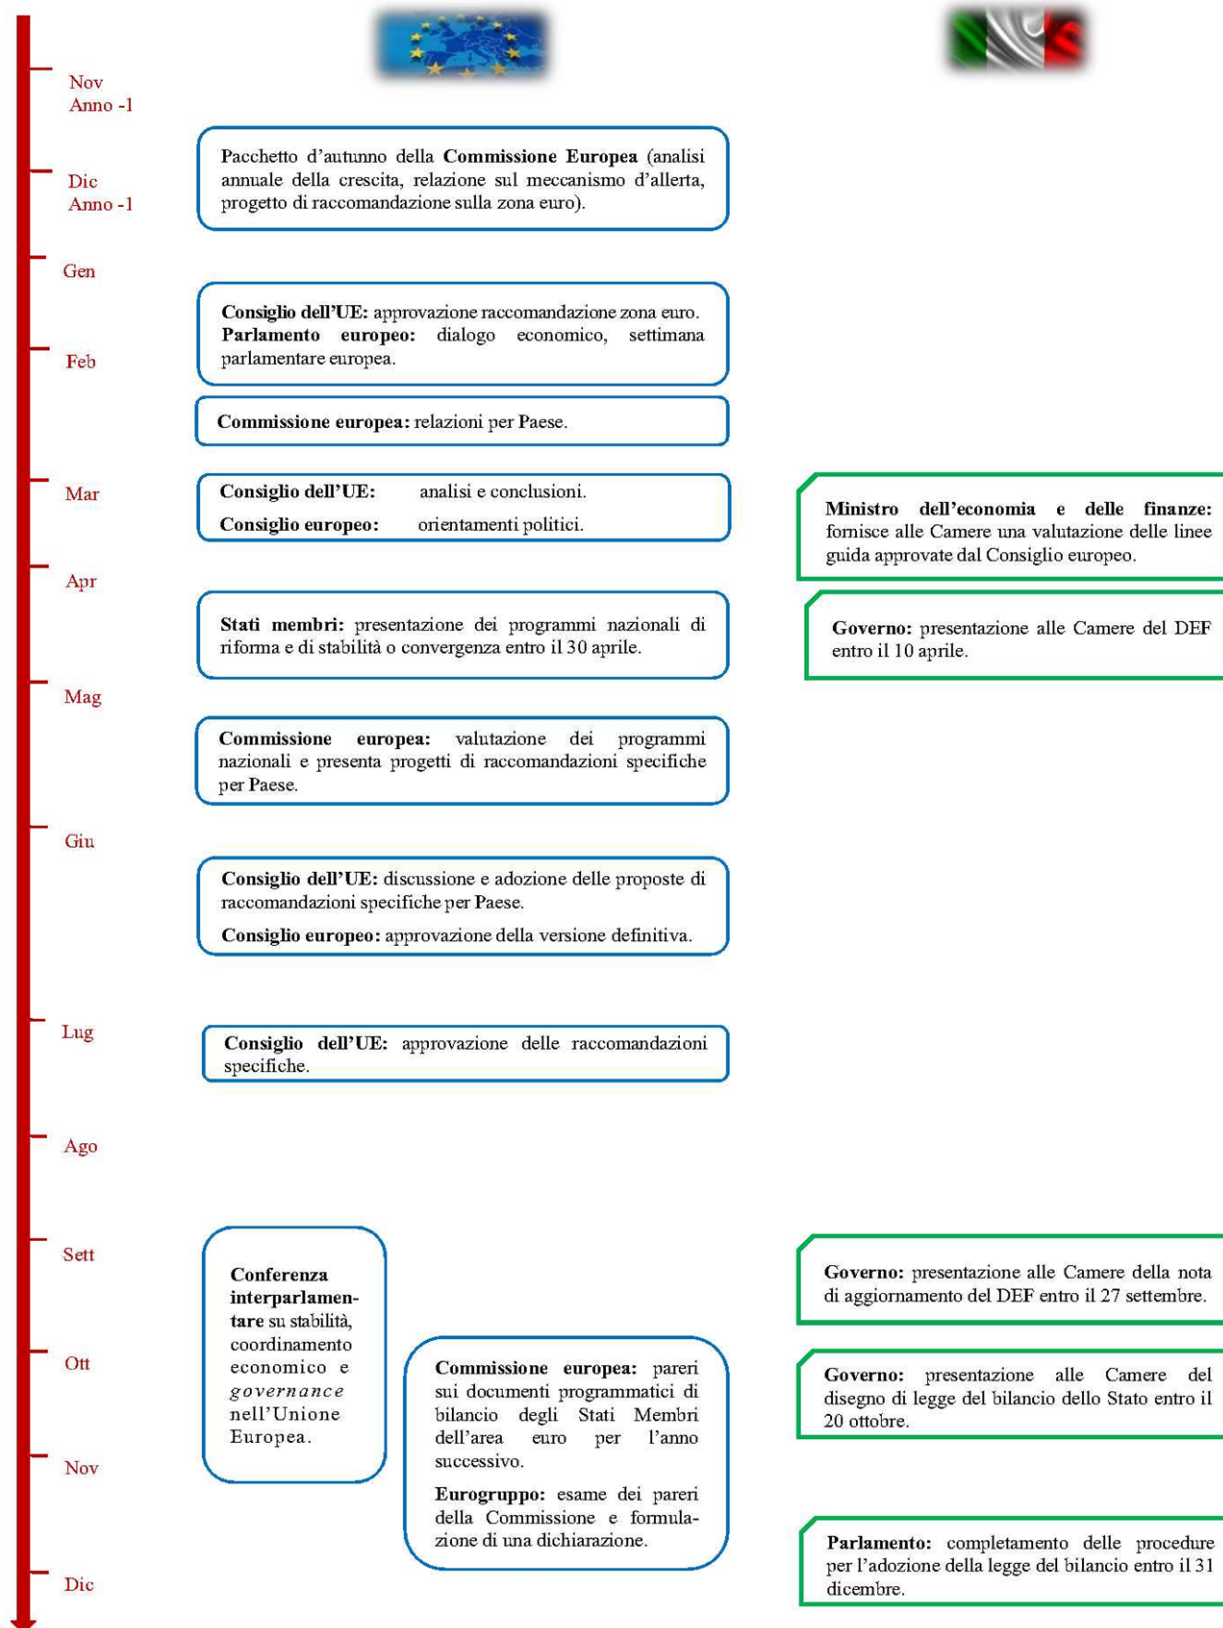 Nov
Anno -1
Pacchetto d'autunno della Commissione Europea (analisi
annuale della crescita, relazione sul meccanismo d'allerta,
progetto di raccomandazione sulla zona euro).
Dic
Anno -1
Gen
Consiglio dell'UE: approvazione raccomandazione zona euro.
Parlamento europeo: dialogo economico, settimana
parlamentare europea.
Feb
Commissione europea: relazioni per Paese.
Mar
Consiglio dell'UE: analisi e conclusioni.
Consiglio europeo: orientamenti politici.
Ministro dell'economia e delle finanze:
fornisce alle Camere una valutazione delle linee
guida approvate dal Consiglio europeo.
Apr
Stati membri: presentazione dei programmi nazionali di
riforma e di stabilità o convergenza entro il 30 aprile.
Governo: presentazione alle Camere del DEF
entro il 10 aprile.
Mag
Commissione europea: valutazione dei programmi
nazionali e presenta progetti di raccomandazioni specifiche
per Paese.
Giu
Consiglio dell'UE: discussione e adozione delle proposte di
raccomandazioni specifiche per Paese.
Consiglio europeo: approvazione della versione definitiva.
Lug
Consiglio dell'UE: approvazione delle raccomandazioni
specifiche.
Ago
Sett
Conferenza
interparlamen-
tare su stabilità,
coordinamento
economico e
governance
nell'Unione
Europea.
Governo: presentazione alle Camere della nota
di aggiornamento del DEF entro il 27 settembre.
Ott
Commissione europea: pareri
sui documenti programmatici di
bilancio degli Stati Membri
dell'area euro per l'anno
successivo.
Eurogruppo: esame dei pareri
della Commissione e formula-
zione di una dichiarazione.
Governo: presentazione alle Camere del
disegno di legge del bilancio dello Stato entro il
20 ottobre.
Nov
Parlamento: completamento delle procedure
per l'adozione della legge del bilancio entro il 31
dicembre.
Dic